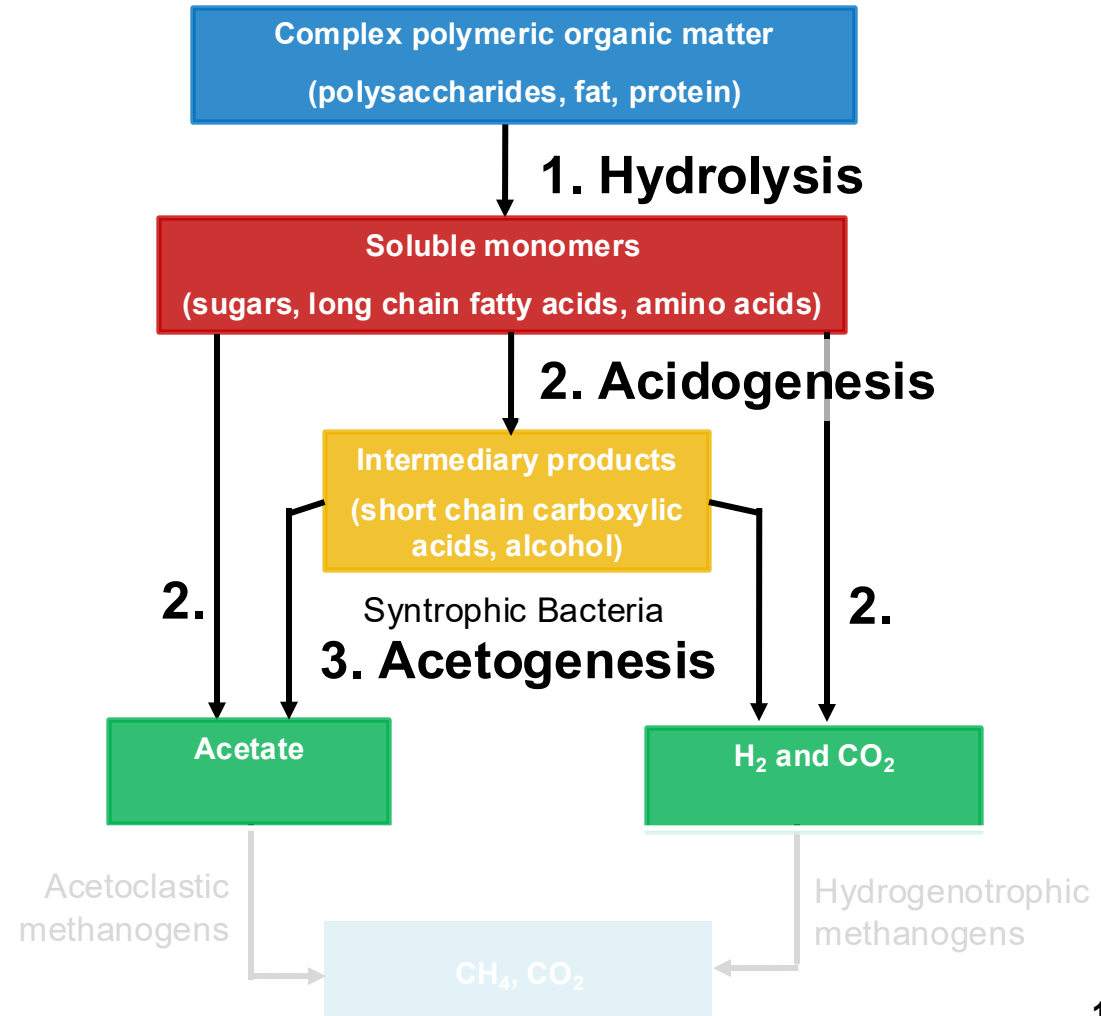 Complex polymeric organic matter
(polysaccharides, fat, protein)
1. Hydrolysis
Soluble monomers
(sugars, long chain fatty acids, amino acids)
2. Acidogenesis
Intermediary products
(short chain carboxylic
acids, alcohol)
2.
Syntrophic Bacteria
2.
3. Acetogenesis
Acetate
H₂ and CO₂
Acetoclastic
methanogens
Hydrogenotrophic
methanogens
CH₄, CO₂
1